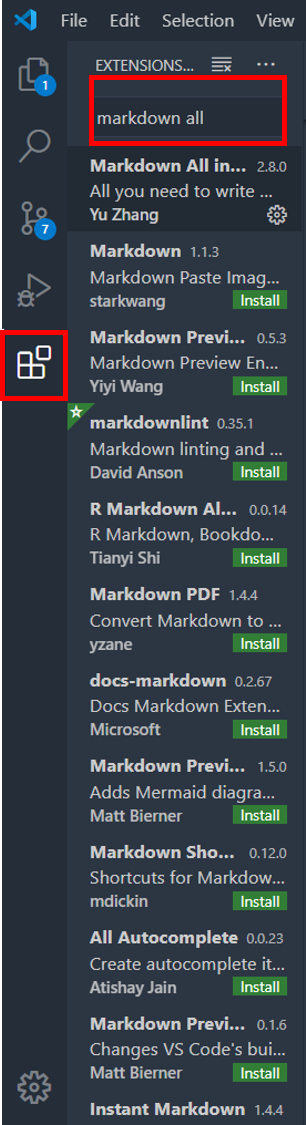 File Edit Selection View
EXTENSIONS... ...
1
markdown all
Markdown All in... 2.8.0
All you need to write ...
Yu Zhang
7
Markdown 1.1.3
Markdown Paste Imag...
starkwang Install
Markdown Previ... 0.5.3
Markdown Preview En...
Yiyi Wang Install
markdownlint 0.35.1
Markdown linting and ...
David Anson Install
R Markdown Al... 0.0.14
R Markdown, Bookdo...
Tianyi Shi Install
Markdown PDF 1.4.4
Convert Markdown to ...
yzane Install
docs-markdown 0.2.67
Docs Markdown Exten...
Microsoft Install
Markdown Previ... 1.5.0
Adds Mermaid diagra...
Matt Bierner Install
Markdown Sho... 0.12.0
Shortcuts for Markdow...
mdickin Install
All Autocomplete 0.0.23
Create autocomplete it...
Atishay Jain Install
Markdown Previ... 0.1.6
Changes VS Code's bui...
Matt Bierner Install
Instant Markdown 1.4.4